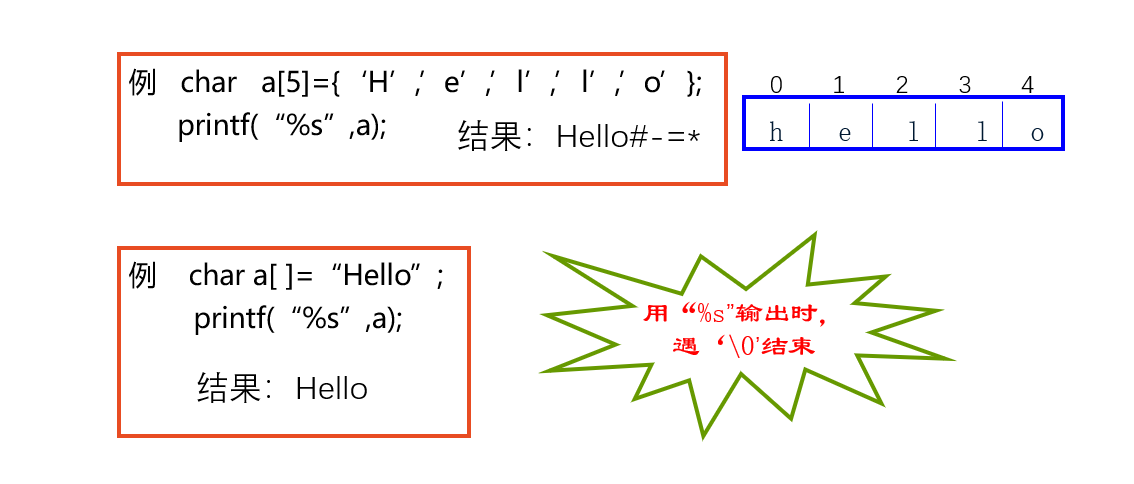 例 char a[5]={ ‘H’,’e’,’l’,’l’,’o’};
printf(“%s”,a);
结果：Hello#-=*
0 1 2 3 4
h e l l o
例 char a[ ]=“Hello”;
printf(“%s”,a);
结果：Hello
用“%s”输出时，
遇‘\0’结束